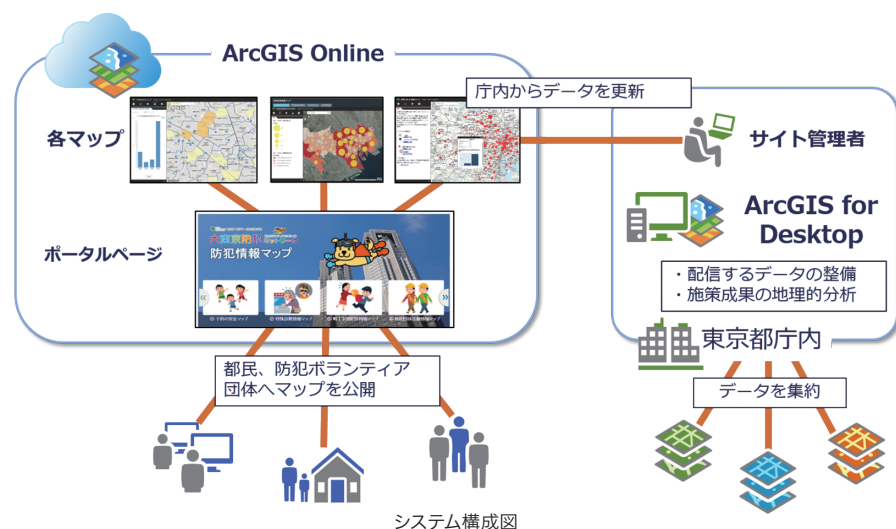 ArcGIS Online
庁内からデータを更新
各マップ
サイト管理者
ArcGIS for
Desktop
ポータルページ
防犯情報マップ
・配信するデータの整備
・施策成果の地理的分析
東京都庁内
都民、防犯ボランティア
団体へマップを公開
データを集約
システム構成図